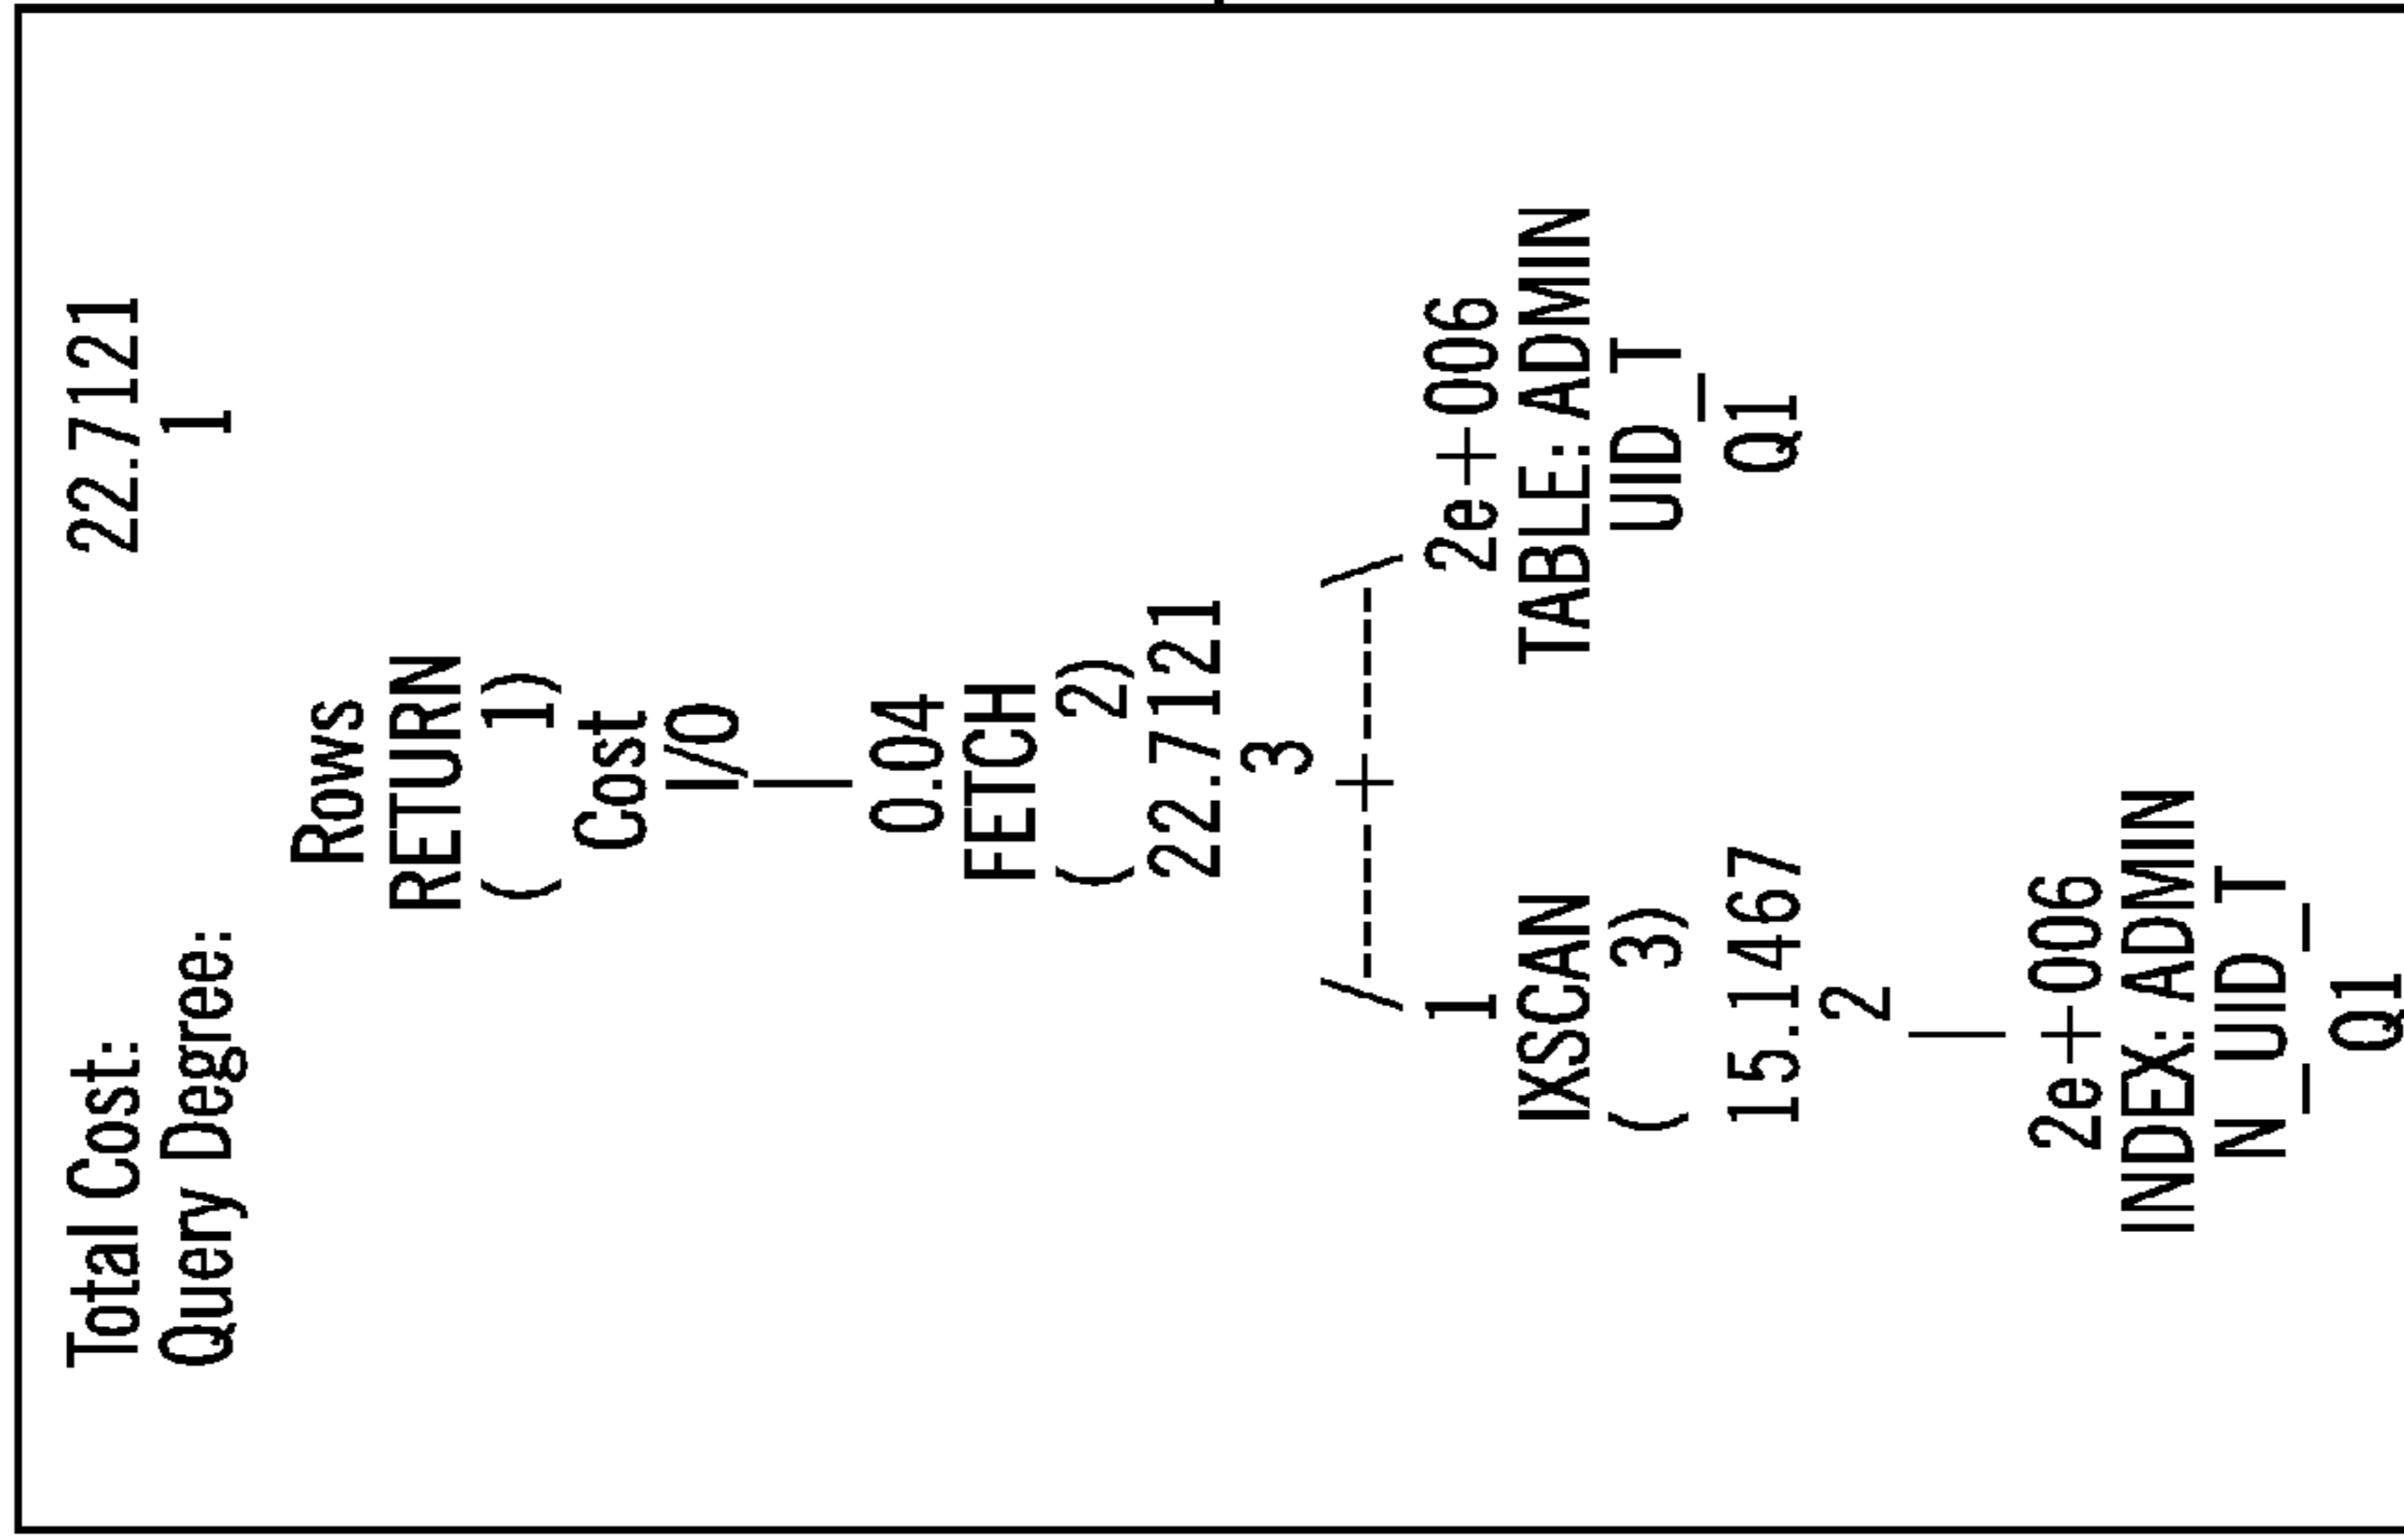 Total Cost: 22.7121
Query Degree: 1
Rows
RETURN
( 1)
Cost
I/O
|
0.04
FETCH
( 2)
22.7121
3
/------+------\
1 2e+006
IXSCAN TABLE: ADMIN
( 3) UID_T
15.1467 Q1
2
|
2e+006
INDEX: ADMIN
N_UID_T
Q1